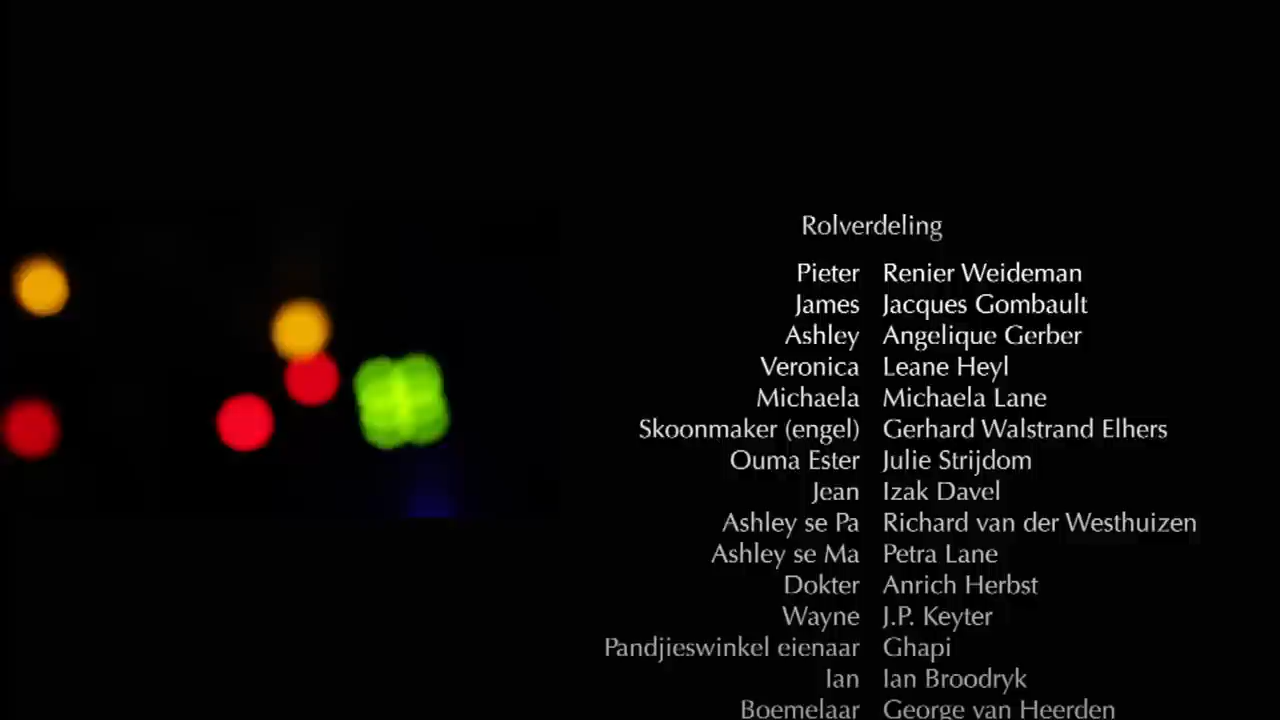 Rolverdeling
Pieter Renier Weideman
James Jacques Gombault
Ashley Angelique Gerber
Veronica Leane Heyl
Michaela Michaela Lane
Skoonmaker (engel) Gerhard Walstrand Elhers
Ouma Ester Julie Strijdom
Jean Izak Davel
Ashley se Pa Richard van der Westhuizen
Ashley se Ma Petra Lane
Dokter Anrich Herbst
Wayne J.P. Keyter
Pandjieswinkel eienaar Ghapi
Ian Ian Broodryk
Boemelaar George van Heerden